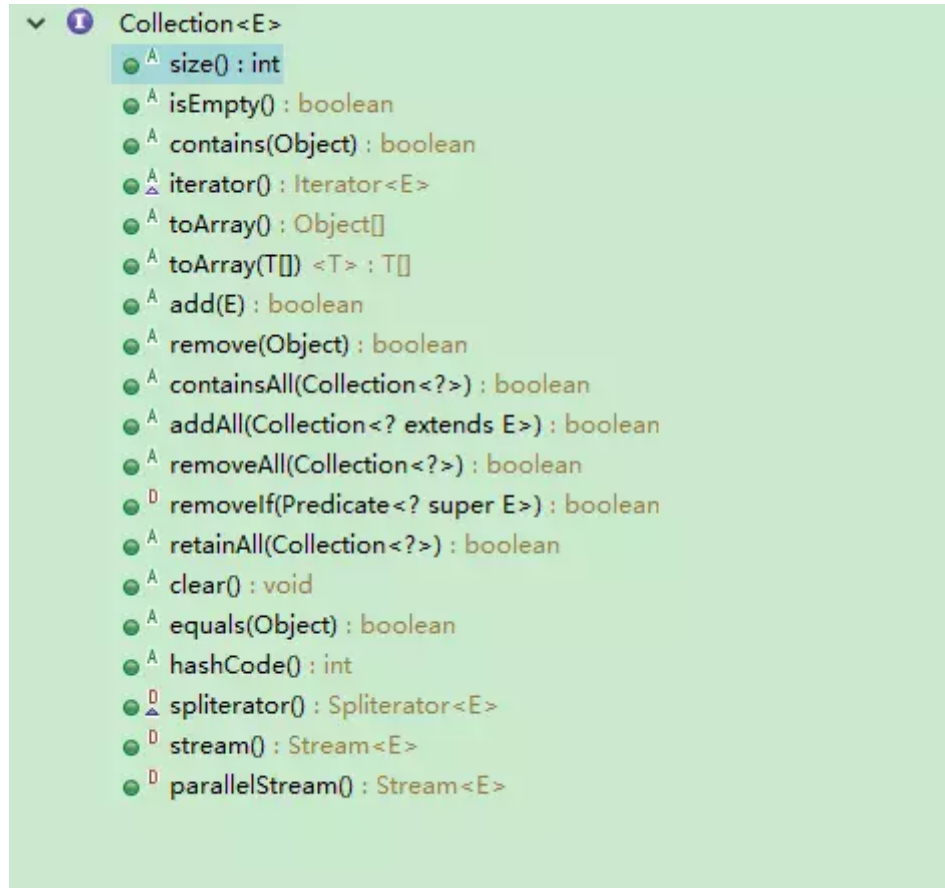 I Collection<E>
A size() : int
A isEmpty() : boolean
A contains(Object) : boolean
A iterator() : Iterator<E>
A toArray() : Object[]
A toArray(T[]) <T> : T[]
A add(E) : boolean
A remove(Object) : boolean
A containsAll(Collection<?>) : boolean
A addAll(Collection<? extends E>) : boolean
A removeAll(Collection<?>) : boolean
D removeIf(Predicate<? super E>) : boolean
A retainAll(Collection<?>) : boolean
A clear() : void
A equals(Object) : boolean
A hashCode() : int
D spliterator() : Spliterator<E>
D stream() : Stream<E>
D parallelStream() : Stream<E>